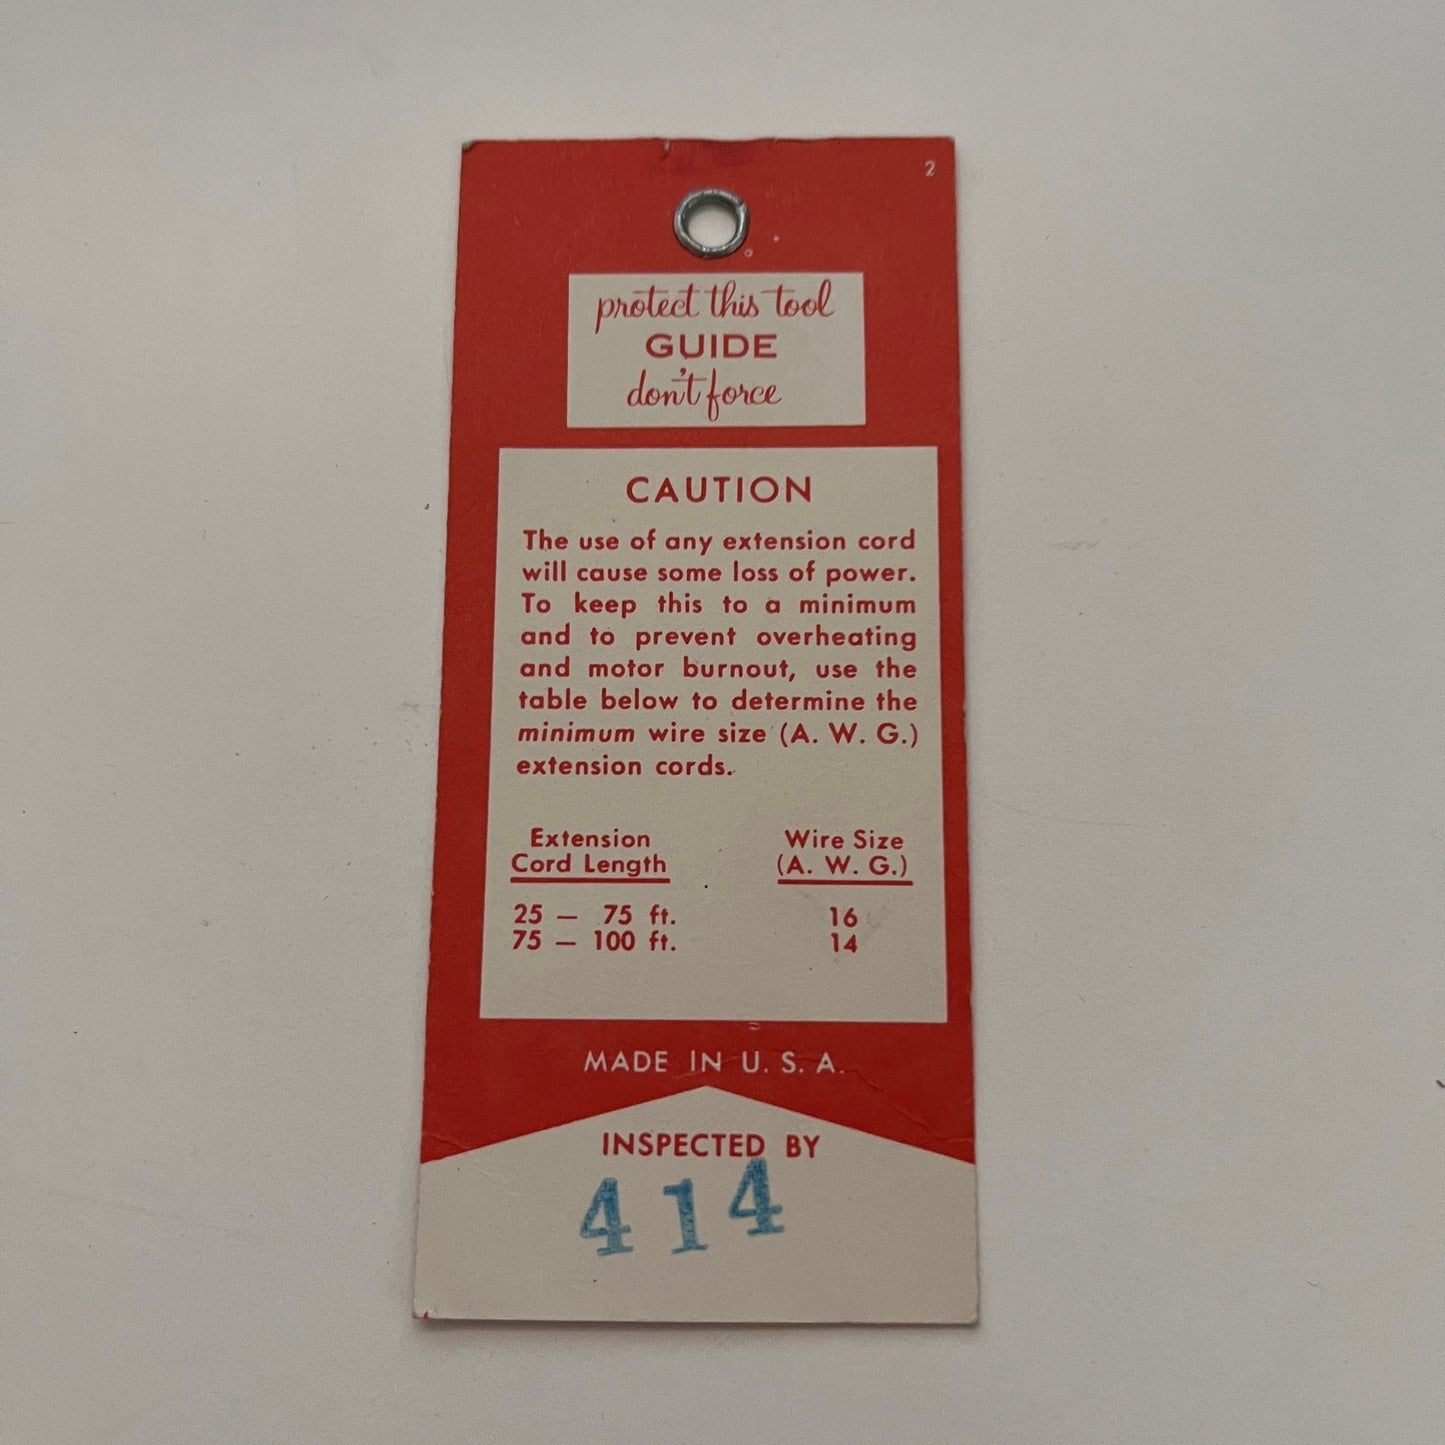 2
protect this tool
GUIDE
don't force
CAUTION
The use of any extension cord
will cause some loss of power.
To keep this to a minimum
and to prevent overheating
and motor burnout, use the
table below to determine the
minimum wire size (A. W. G.)
extension cords.
Extension Wire Size
Cord Length (A. W. G.)
25 — 75 ft. 16
75 — 100 ft. 14
MADE IN U. S. A.
INSPECTED BY
414